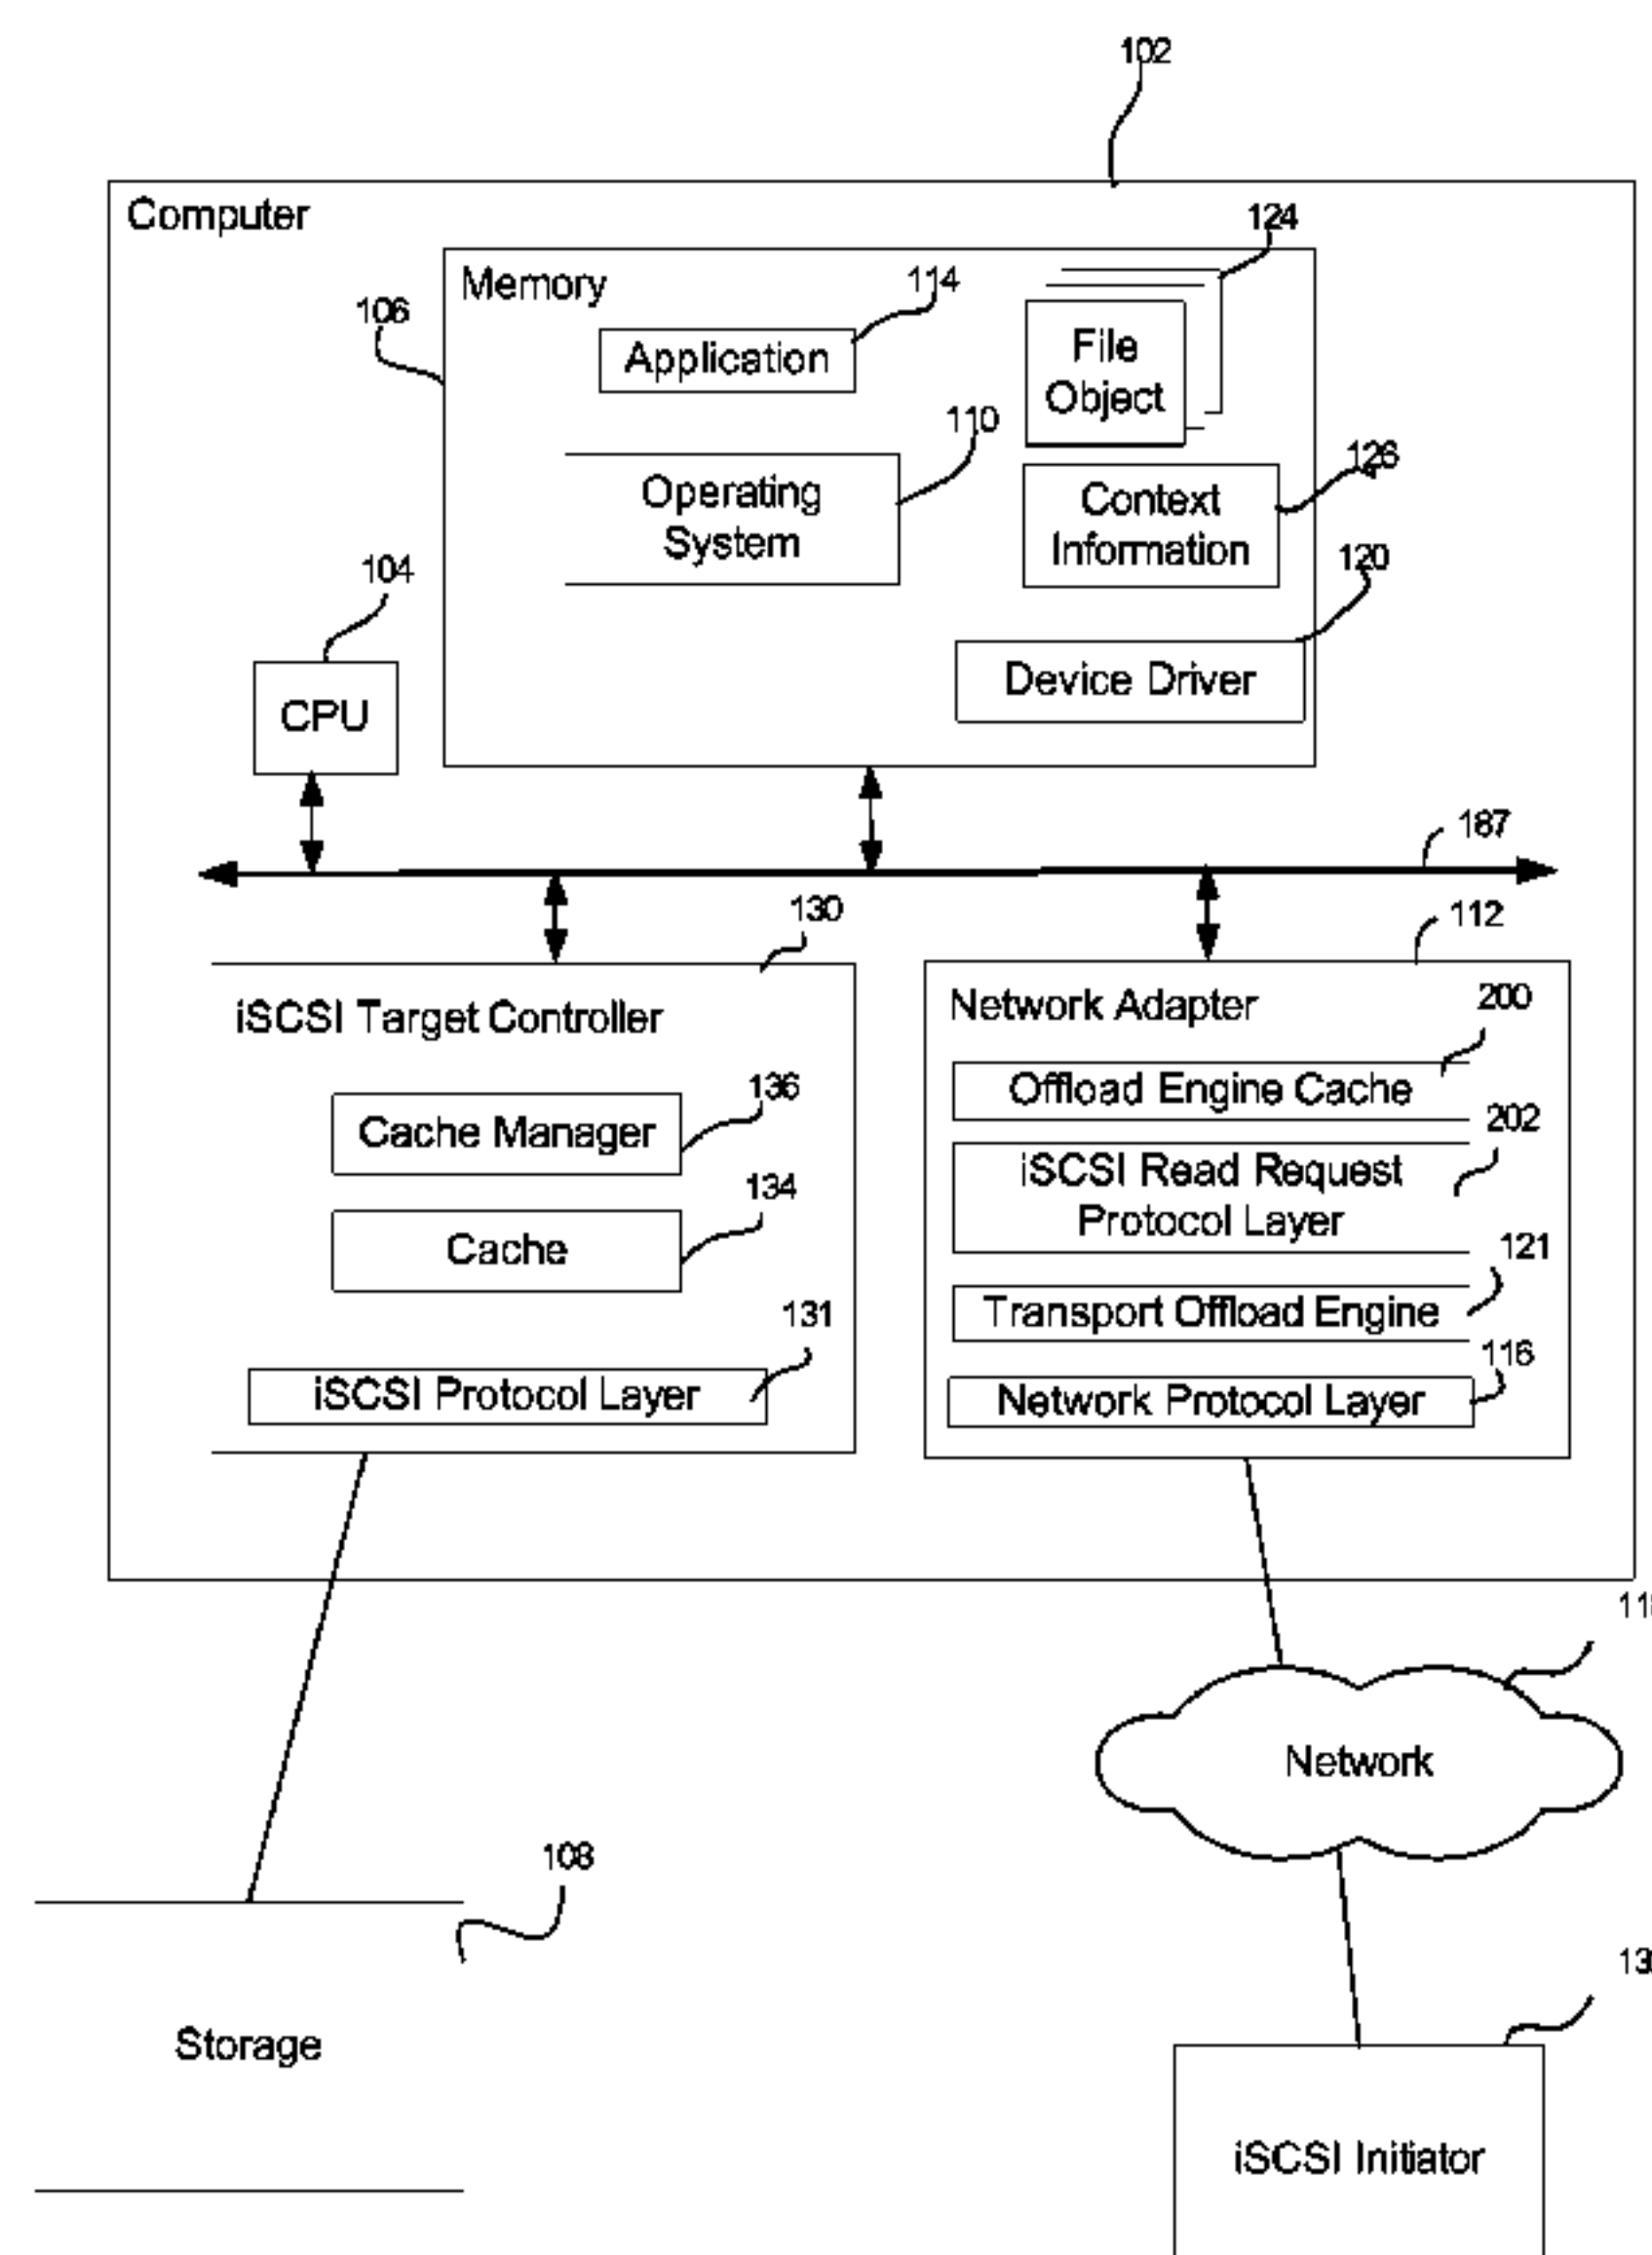 102
Computer
124
Memory
114
106
Application
File
Object
110
126
Operating
System
Context
Information
104
120
CPU
Device Driver
187
130
112
iSCSI Target Controller
Network Adapter
200
Offload Engine Cache
136
Cache Manager
202
iSCSI Read Request
Protocol Layer
134
Cache
121
Transport Offload Engine
131
116
iSCSI Protocol Layer
Network Protocol Layer
Network
108
Storage
iSCSI Initiator